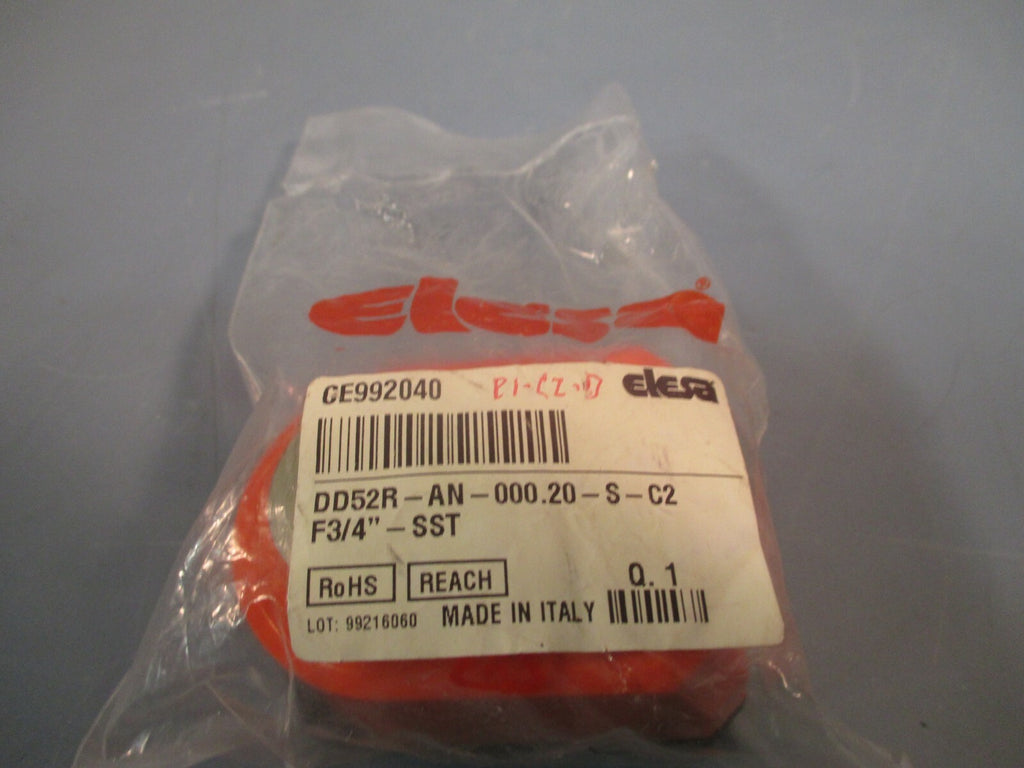 elesa®
CE992040 P1-C2-D elesa
DD52R-AN-000.20-S-C2
F3/4"-SST
RoHS REACH Q. 1
LOT: 99216060 MADE IN ITALY